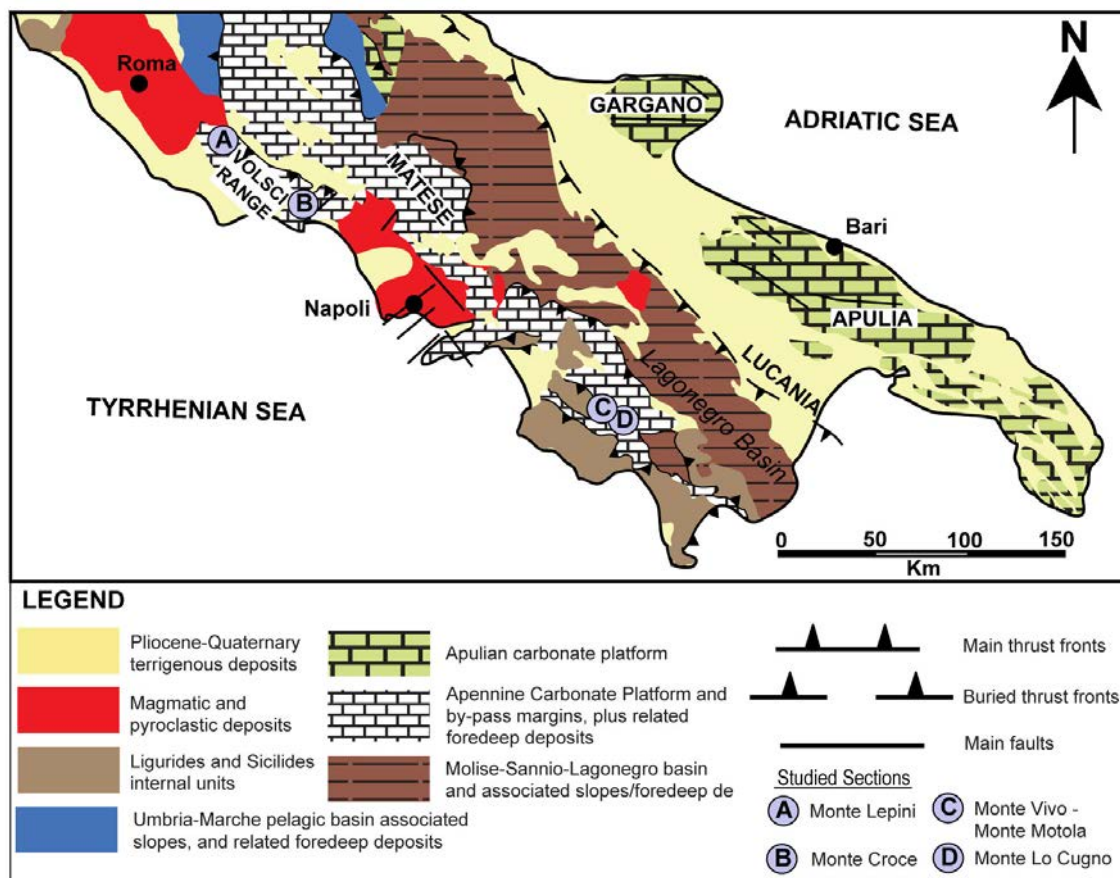 N
Roma
GARGANO
ADRIATIC SEA
A
VOLSCI
RANGE
MATESE
B
Bari
Napoli
APULIA
LUCANIA
Lagonegro Basin
TYRRHENIAN SEA
C
D
0 50 100 150
Km
LEGEND
Pliocene-Quaternary
terrigenous deposits
Magmatic and
pyroclastic deposits
Ligurides and Sicilides
internal units
Umbria-Marche pelagic basin associated
slopes, and related foredeep deposits
Apulian carbonate platform
Apennine Carbonate Platform and
by-pass margins, plus related
foredeep deposits
Molise-Sannio-Lagonegro basin
and associated slopes/foredeep de
Main thrust fronts
Buried thrust fronts
Main faults
Studied Sections
A Monte Lepini
B Monte Croce
C Monte Vivo -
Monte Motola
D Monte Lo Cugno